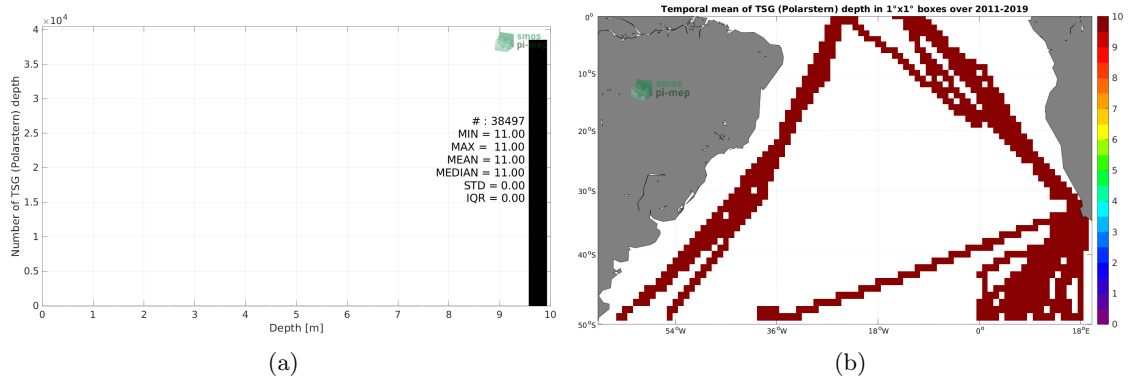 ×10⁴
4
3.5
3
2.5
2
1.5
1
0.5
0
Number of TSG (Polarstern) depth
smos
pi-mep
# : 38497
MIN = 11.00
MAX = 11.00
MEAN = 11.00
MEDIAN = 11.00
STD = 0.00
IQR = 0.00
0 1 2 3 4 5 6 7 8 9 10
Depth [m]
(a)
Temporal mean of TSG (Polarstern) depth in 1°x1° boxes over 2011-2019
smos
pi-mep
0°
10°S
20°S
30°S
40°S
50°S
54°W 36°W 18°W 0° 18°E
10
9
8
7
6
5
4
3
2
1
0
(b)